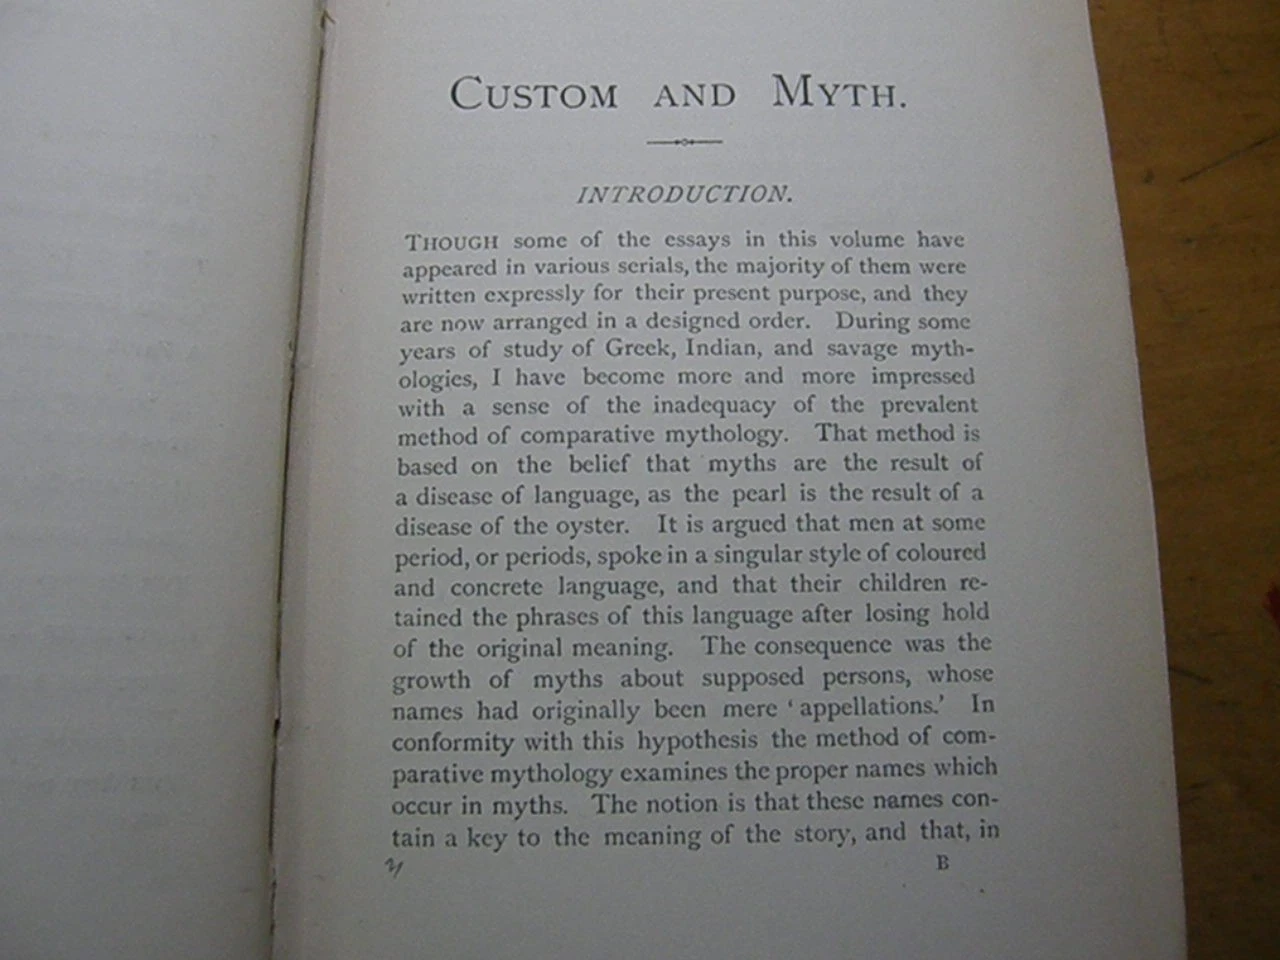 CUSTOM AND MYTH.
INTRODUCTION.
THOUGH some of the essays in this volume have
appeared in various serials, the majority of them were
written expressly for their present purpose, and they
are now arranged in a designed order. During some
years of study of Greek, Indian, and savage myth-
ologies, I have become more and more impressed
with a sense of the inadequacy of the prevalent
method of comparative mythology. That method is
based on the belief that myths are the result of
a disease of language, as the pearl is the result of a
disease of the oyster. It is argued that men at some
period, or periods, spoke in a singular style of coloured
and concrete language, and that their children re-
tained the phrases of this language after losing hold
of the original meaning. The consequence was the
growth of myths about supposed persons, whose
names had originally been mere ‘appellations.’ In
conformity with this hypothesis the method of com-
parative mythology examines the proper names which
occur in myths. The notion is that these names con-
tain a key to the meaning of the story, and that, in
B